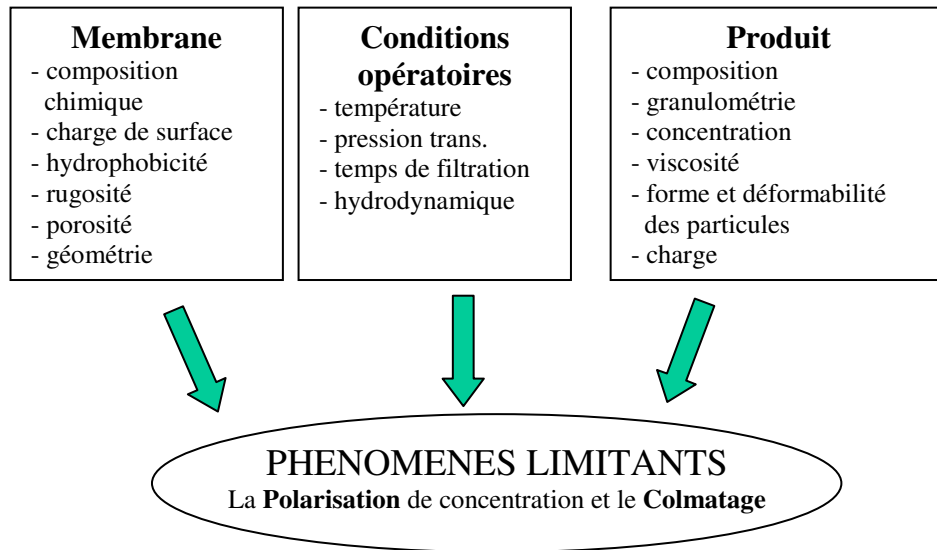 Membrane
- composition
chimique
- charge de surface
- hydrophobicité
- rugosité
- porosité
- géométrie
Conditions
opératoires
- température
- pression trans.
- temps de filtration
- hydrodynamique
Produit
- composition
- granulométrie
- concentration
- viscosité
- forme et déformabilité
des particules
- charge
PHENOMENES LIMITANTS
La Polarisation de concentration et le Colmatage